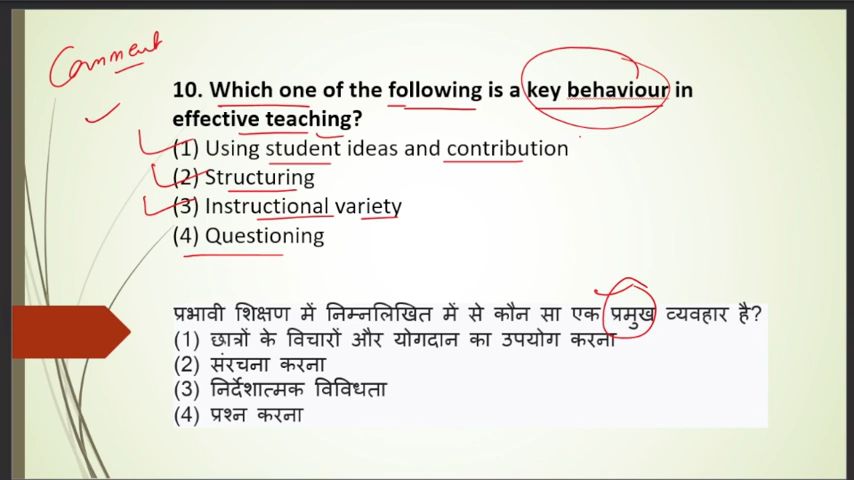 Comment
10. Which one of the following is a key behaviour in
effective teaching?
(1) Using student ideas and contribution
(2) Structuring
(3) Instructional variety
(4) Questioning
प्रभावी शिक्षण में निम्नलिखित में से कौन सा एक प्रमुख व्यवहार है?
(1) छात्रों के विचारों और योगदान का उपयोग करना
(2) संरचना करना
(3) निर्देशात्मक विविधता
(4) प्रश्न करना